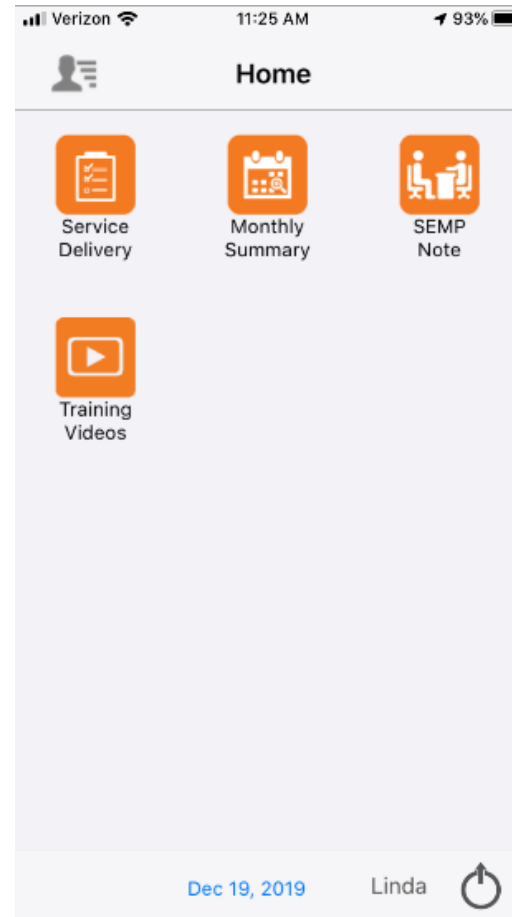 Verizon 11:25 AM 93%
Home
Service Delivery
Monthly Summary
SEMP Note
Training Videos
Dec 19, 2019 Linda